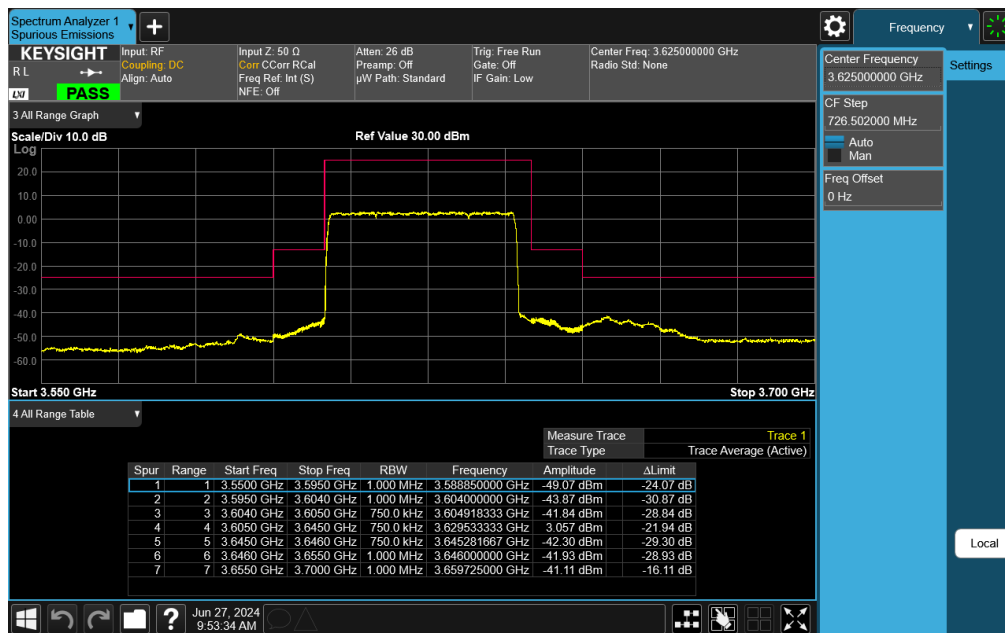 Spectrum Analyzer 1
Spurious Emissions
Frequency
KEYSIGHT
R L
LXI
PASS
Input: RF
Coupling: DC
Align: Auto
Input Z: 50 Ω
Corr CCorr RCal
Freq Ref: Int (S)
NFE: Off
Atten: 26 dB
Preamp: Off
µW Path: Standard
Trig: Free Run
Gate: Off
IF Gain: Low
Center Freq: 3.625000000 GHz
Radio Std: None
Center Frequency
3.625000000 GHz
Settings
CF Step
726.502000 MHz
Auto
Man
Freq Offset
0 Hz
3 All Range Graph
Scale/Div 10.0 dB
Ref Value 30.00 dBm
Log
20.0
10.0
0.00
-10.0
-20.0
-30.0
-40.0
-50.0
-60.0
Start 3.550 GHz
Stop 3.700 GHz
4 All Range Table
Measure Trace Trace 1
Trace Type Trace Average (Active)
Spur Range Start Freq Stop Freq RBW Frequency Amplitude ΔLimit
1 1 3.5500 GHz 3.5950 GHz 1.000 MHz 3.588850000 GHz -49.07 dBm -24.07 dB
2 2 3.5950 GHz 3.6040 GHz 1.000 MHz 3.604000000 GHz -43.87 dBm -30.87 dB
3 3 3.6040 GHz 3.6050 GHz 750.0 kHz 3.604918333 GHz -41.84 dBm -28.84 dB
4 4 3.6050 GHz 3.6450 GHz 750.0 kHz 3.629533333 GHz 3.057 dBm -21.94 dB
5 5 3.6450 GHz 3.6460 GHz 750.0 kHz 3.645281667 GHz -42.30 dBm -29.30 dB
6 6 3.6460 GHz 3.6550 GHz 1.000 MHz 3.646000000 GHz -41.93 dBm -28.93 dB
7 7 3.6550 GHz 3.7000 GHz 1.000 MHz 3.659725000 GHz -41.11 dBm -16.11 dB
Local
?
Jun 27, 2024
9:53:34 AM